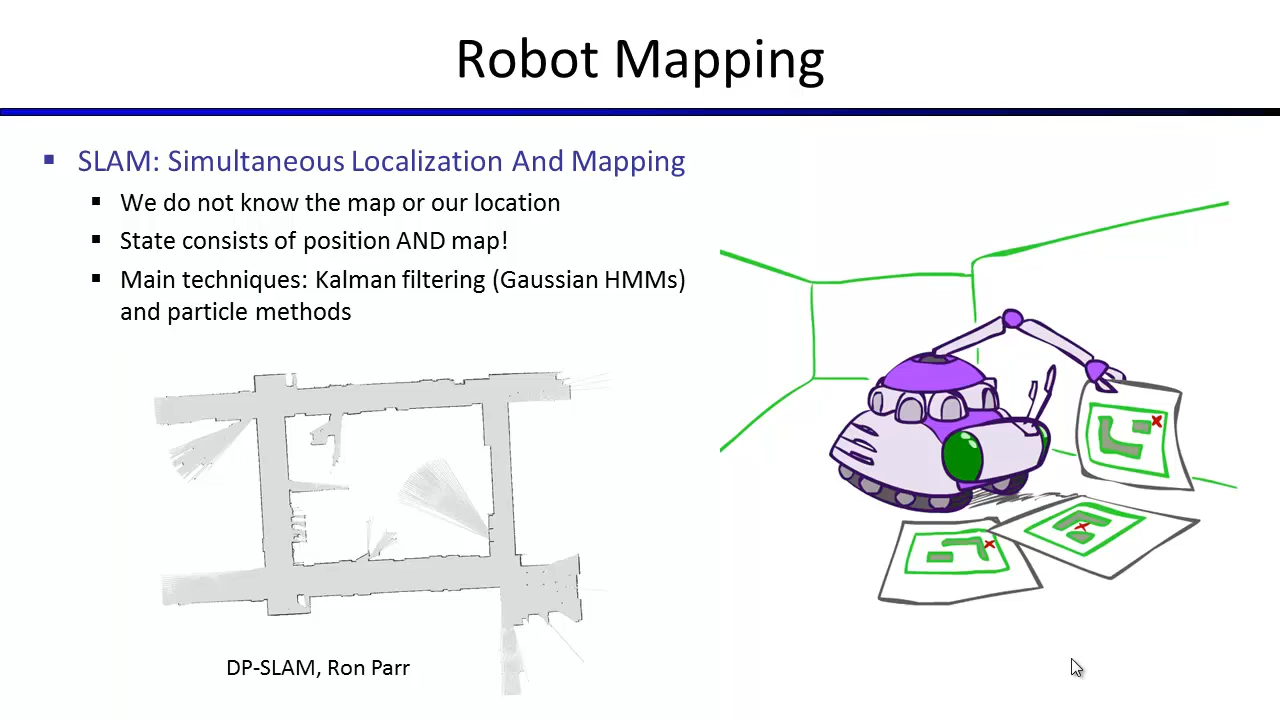 Robot Mapping
SLAM: Simultaneous Localization And Mapping
We do not know the map or our location
State consists of position AND map!
Main techniques: Kalman filtering (Gaussian HMMs)
and particle methods
DP-SLAM, Ron Parr